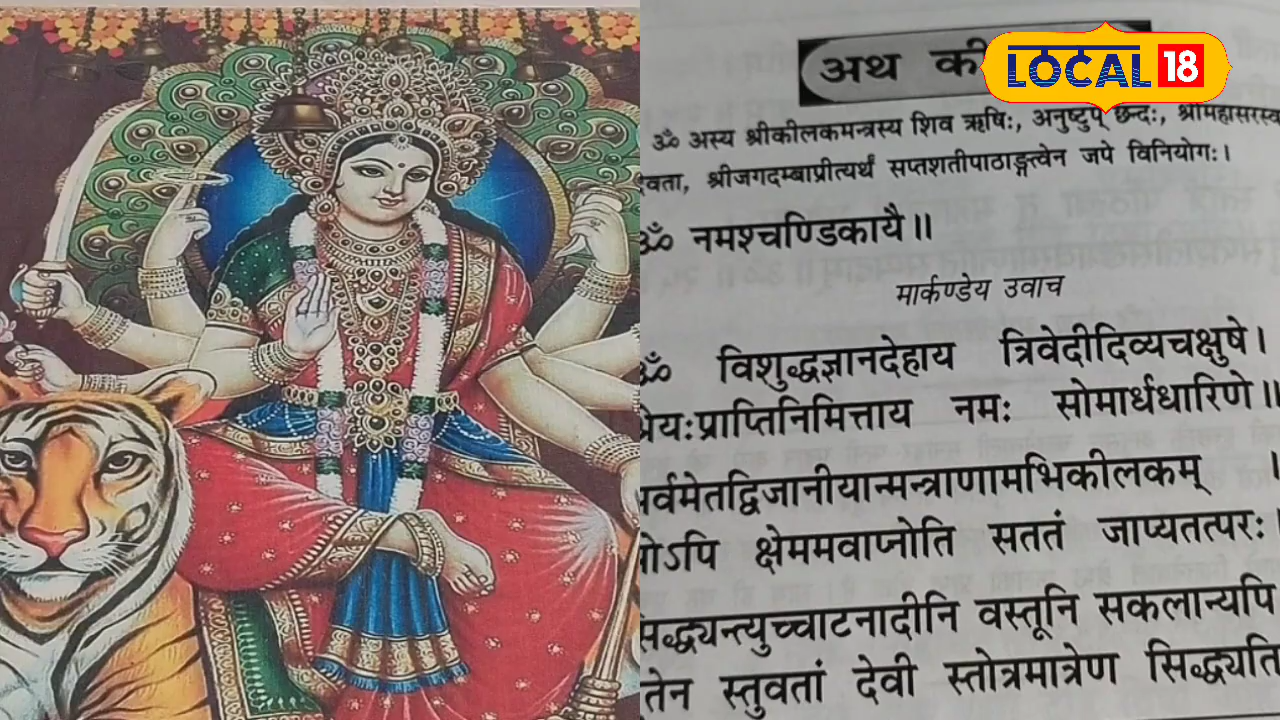 LOCAL 18
अथ की
ॐ अस्य श्रीकीलकमन्त्रस्य शिव ऋषिः, अनुष्टुप् छन्दः, श्रीमहासरस्व
वता, श्रीजगदम्बाप्रीत्यर्थं सप्तशतीपाठाङ्गत्वेन जपे विनियोगः।
ॐ नमश्चण्डिकायै॥
मार्कण्डेय उवाच
ॐ विशुद्धज्ञानदेहाय त्रिवेदीदिव्यचक्षुषे।
रेयःप्राप्तिनिमित्ताय नमः सोमार्धधारिणे॥
र्वमेतद्विजानीयान्मन्त्राणामभिकीलकम् ।
ोऽपि क्षेममवाप्नोति सततं जाप्यतत्परः।
सिद्ध्यन्त्युच्चाटनादीनि वस्तूनि सकलान्यपि
तेन स्तुवतां देवी स्तोत्रमात्रेण सिद्ध्यति